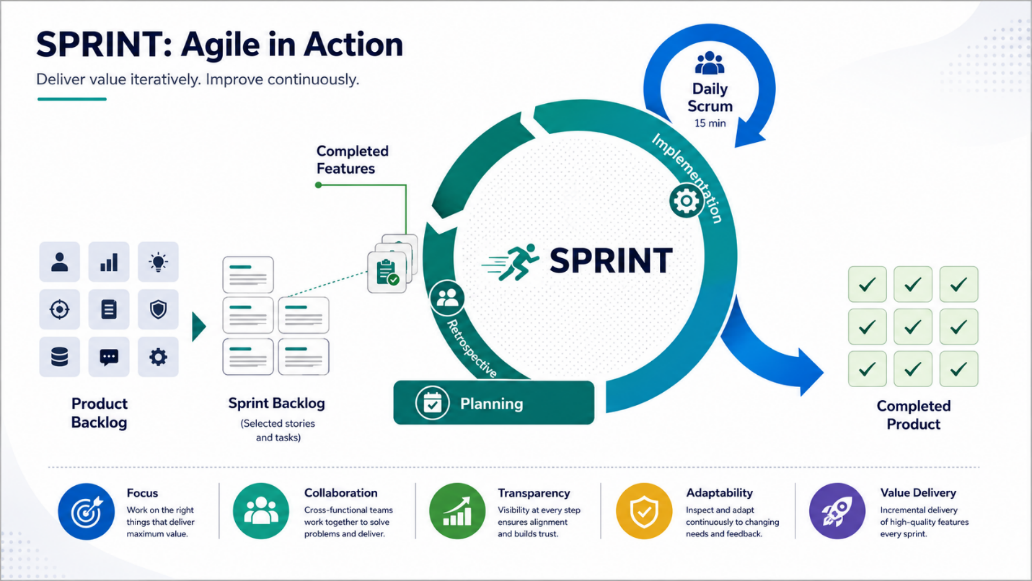 SPRINT: Agile in Action
Deliver value iteratively. Improve continuously.
Daily
Scrum
15 min
Completed
Features
Implementation
SPRINT
Retrospective
Planning
Product
Backlog
Sprint Backlog
(Selected stories
and tasks)
Completed
Product
Focus
Work on the right
things that deliver
maximum value.
Collaboration
Cross-functional teams
work together to solve
problems and deliver.
Transparency
Visibility at every step
ensures alignment
and builds trust.
Adaptability
Inspect and adapt
continuously to changing
needs and feedback.
Value Delivery
Incremental delivery
of high-quality features
every sprint.